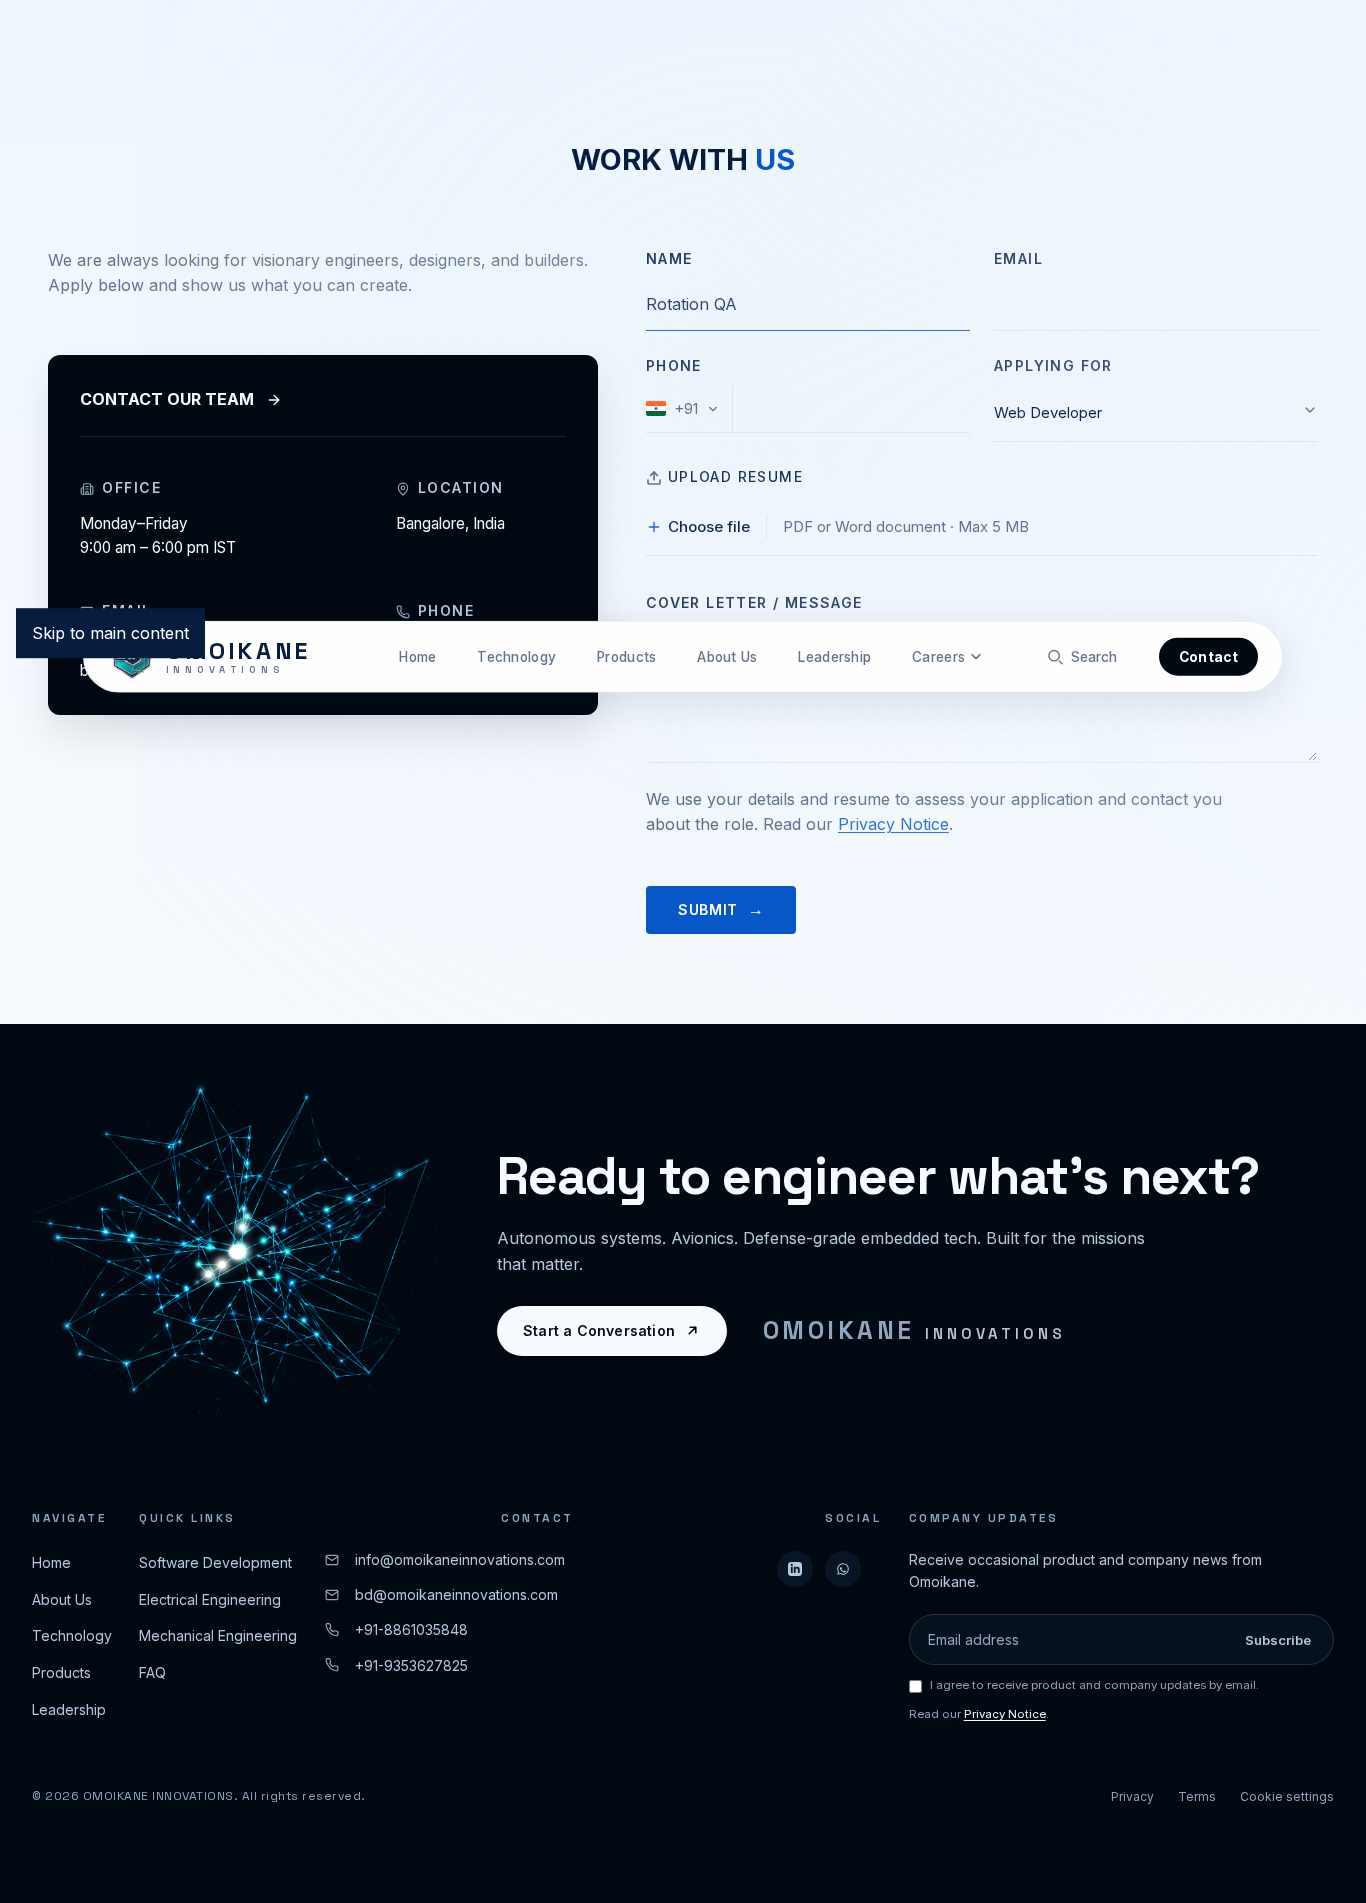 WORK WITH US
We are always looking for visionary engineers, designers, and builders.
Apply below and show us what you can create.
CONTACT OUR TEAM →
OFFICE
Monday–Friday
9:00 am – 6:00 pm IST
LOCATION
Bangalore, India
PHONE
NAME
Rotation QA
EMAIL
PHONE
+91
APPLYING FOR
Web Developer
UPLOAD RESUME
+ Choose file
PDF or Word document · Max 5 MB
COVER LETTER / MESSAGE
Skip to main content
OMOIKANE
INNOVATIONS
Home
Technology
Products
About Us
Leadership
Careers
Search
Contact
We use your details and resume to assess your application and contact you
about the role. Read our Privacy Notice.
SUBMIT →
Ready to engineer what’s next?
Autonomous systems. Avionics. Defense-grade embedded tech. Built for the missions
that matter.
Start a Conversation
OMOIKANE INNOVATIONS
NAVIGATE
Home
About Us
Technology
Products
Leadership
QUICK LINKS
Software Development
Electrical Engineering
Mechanical Engineering
FAQ
CONTACT
info@omoikaneinnovations.com
bd@omoikaneinnovations.com
+91-8861035848
+91-9353627825
SOCIAL
COMPANY UPDATES
Receive occasional product and company news from
Omoikane.
Email address
Subscribe
I agree to receive product and company updates by email.
Read our Privacy Notice.
© 2026 OMOIKANE INNOVATIONS. All rights reserved.
Privacy
Terms
Cookie settings